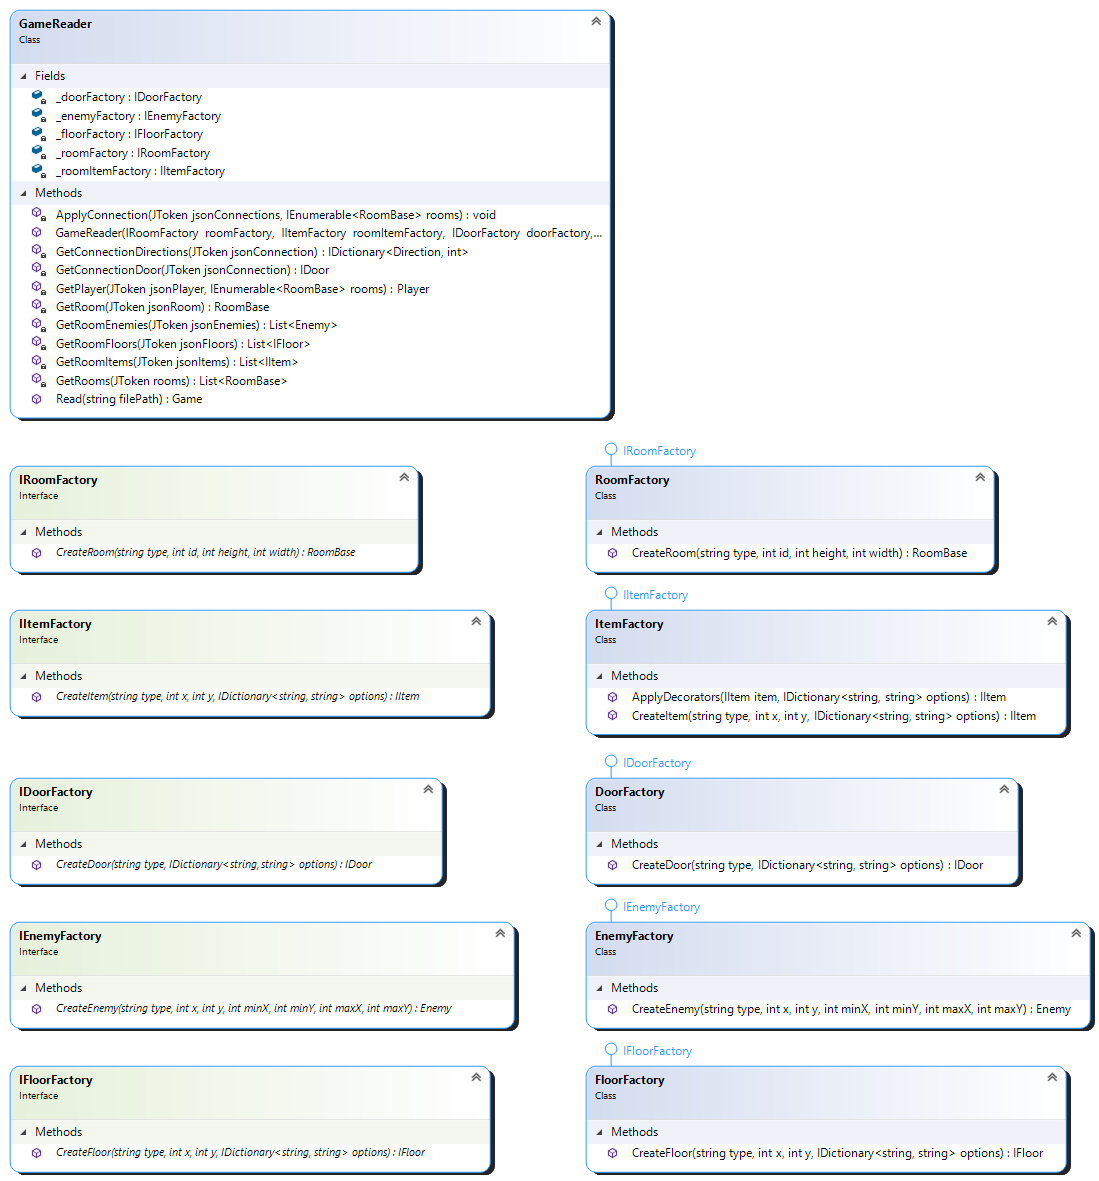 GameReader
Class
Fields
_doorFactory : IDoorFactory
_enemyFactory : IEnemyFactory
_floorFactory : IFloorFactory
_roomFactory : IRoomFactory
_roomItemFactory : IItemFactory
Methods
ApplyConnection(JToken jsonConnections, IEnumerable<RoomBase> rooms) : void
GameReader(IRoomFactory roomFactory, IItemFactory roomItemFactory, IDoorFactory doorFactory,...
GetConnectionDirections(JToken jsonConnection) : IDictionary<Direction, int>
GetConnectionDoor(JToken jsonConnection) : IDoor
GetPlayer(JToken jsonPlayer, IEnumerable<RoomBase> rooms) : Player
GetRoom(JToken jsonRoom) : RoomBase
GetRoomEnemies(JToken jsonEnemies) : List<Enemy>
GetRoomFloors(JToken jsonFloors) : List<IFloor>
GetRoomItems(JToken jsonItems) : List<IItem>
GetRooms(JToken rooms) : List<RoomBase>
Read(string filePath) : Game
IRoomFactory
Interface
Methods
CreateRoom(string type, int id, int height, int width) : RoomBase
IRoomFactory
RoomFactory
Class
Methods
CreateRoom(string type, int id, int height, int width) : RoomBase
IItemFactory
Interface
Methods
CreateItem(string type, int x, int y, IDictionary<string, string> options) : IItem
IItemFactory
ItemFactory
Class
Methods
ApplyDecorators(IItem item, IDictionary<string, string> options) : IItem
CreateItem(string type, int x, int y, IDictionary<string, string> options) : IItem
IDoorFactory
Interface
Methods
CreateDoor(string type, IDictionary<string, string> options) : IDoor
IDoorFactory
DoorFactory
Class
Methods
CreateDoor(string type, IDictionary<string, string> options) : IDoor
IEnemyFactory
Interface
Methods
CreateEnemy(string type, int x, int y, int minX, int minY, int maxX, int maxY) : Enemy
IEnemyFactory
EnemyFactory
Class
Methods
CreateEnemy(string type, int x, int y, int minX, int minY, int maxX, int maxY) : Enemy
IFloorFactory
Interface
Methods
CreateFloor(string type, int x, int y, IDictionary<string, string> options) : IFloor
IFloorFactory
FloorFactory
Class
Methods
CreateFloor(string type, int x, int y, IDictionary<string, string> options) : IFloor